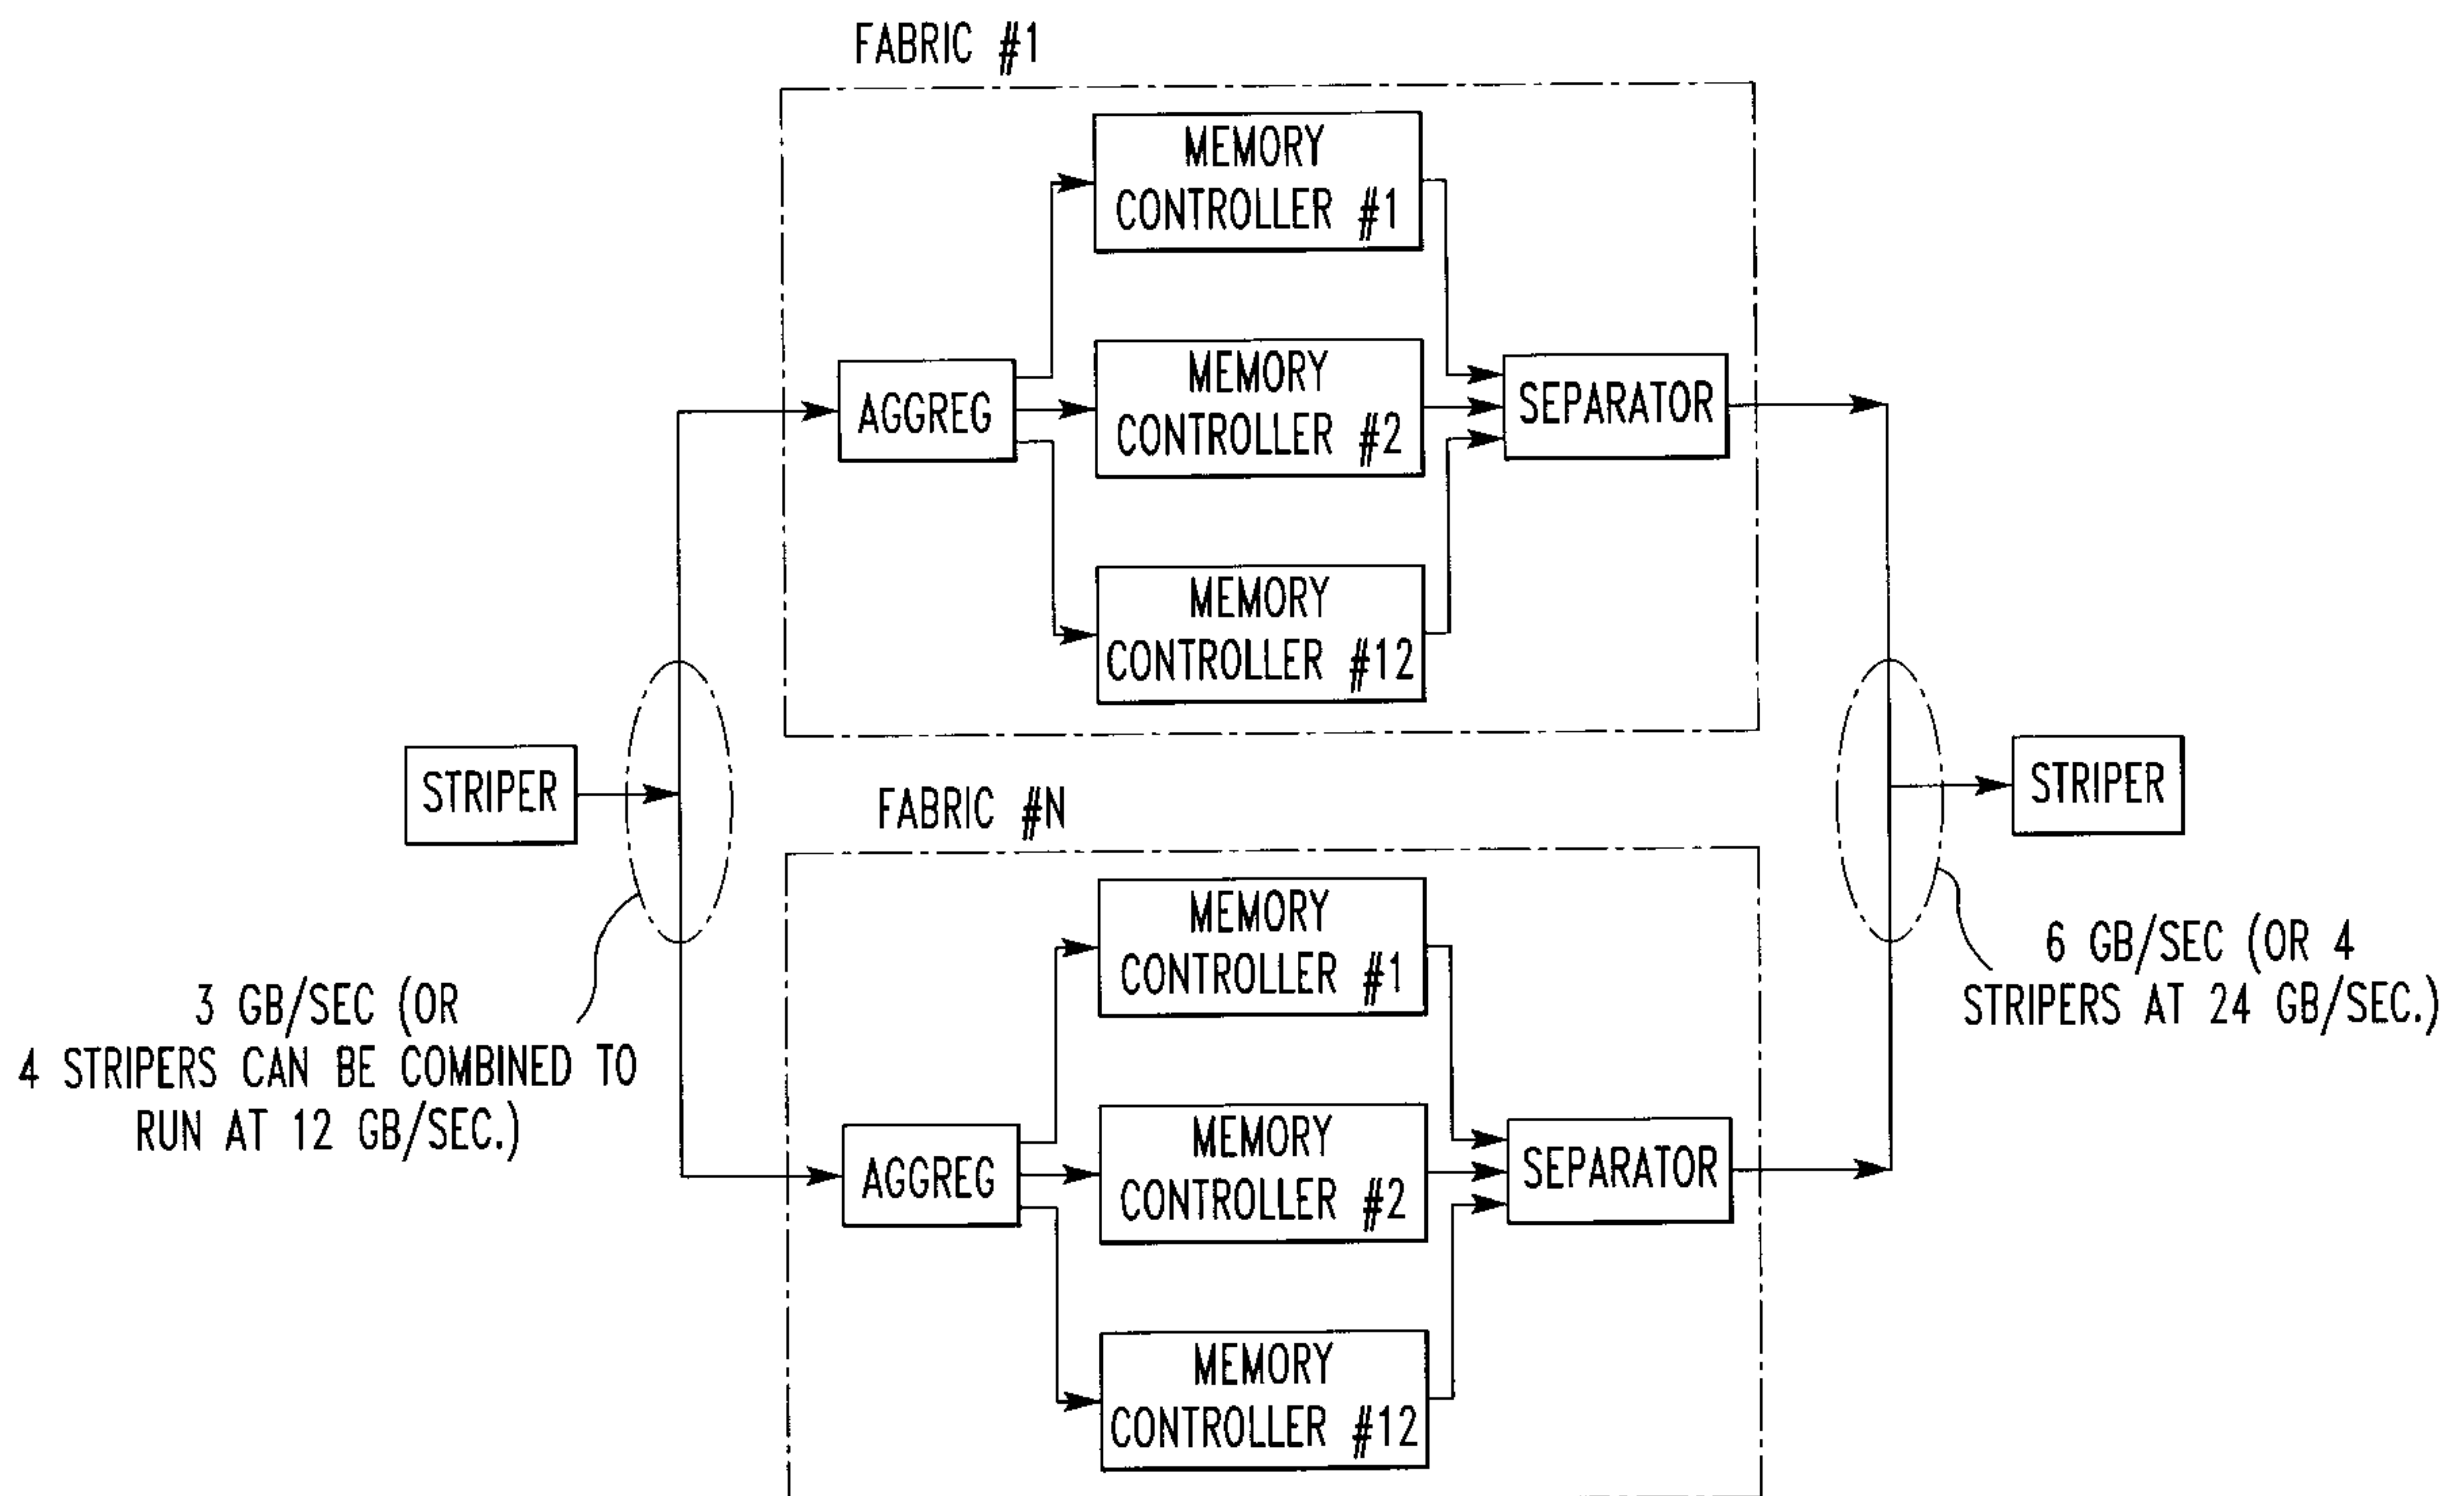 FABRIC #1
MEMORY
CONTROLLER #1
MEMORY
CONTROLLER #2
AGGREG
SEPARATOR
MEMORY
CONTROLLER #12
STRIPER
STRIPER
FABRIC #N
MEMORY
CONTROLLER #1
3 GB/SEC (OR
4 STRIPERS CAN BE COMBINED TO
RUN AT 12 GB/SEC.)
6 GB/SEC (OR 4
STRIPERS AT 24 GB/SEC.)
MEMORY
CONTROLLER #2
AGGREG
SEPARATOR
MEMORY
CONTROLLER #12